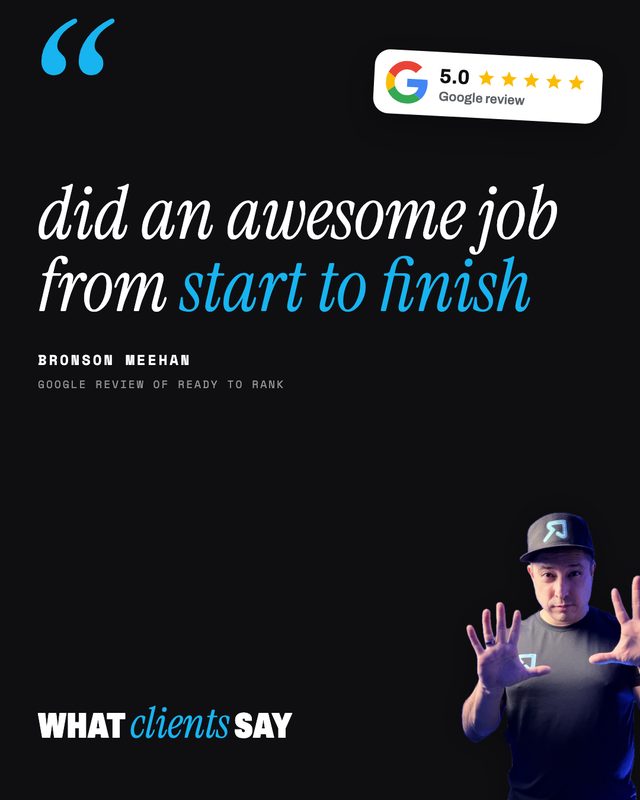 “
5.0
Google review
did an awesome job
from start to finish
BRONSON MEEHAN
GOOGLE REVIEW OF READY TO RANK
WHAT clients SAY